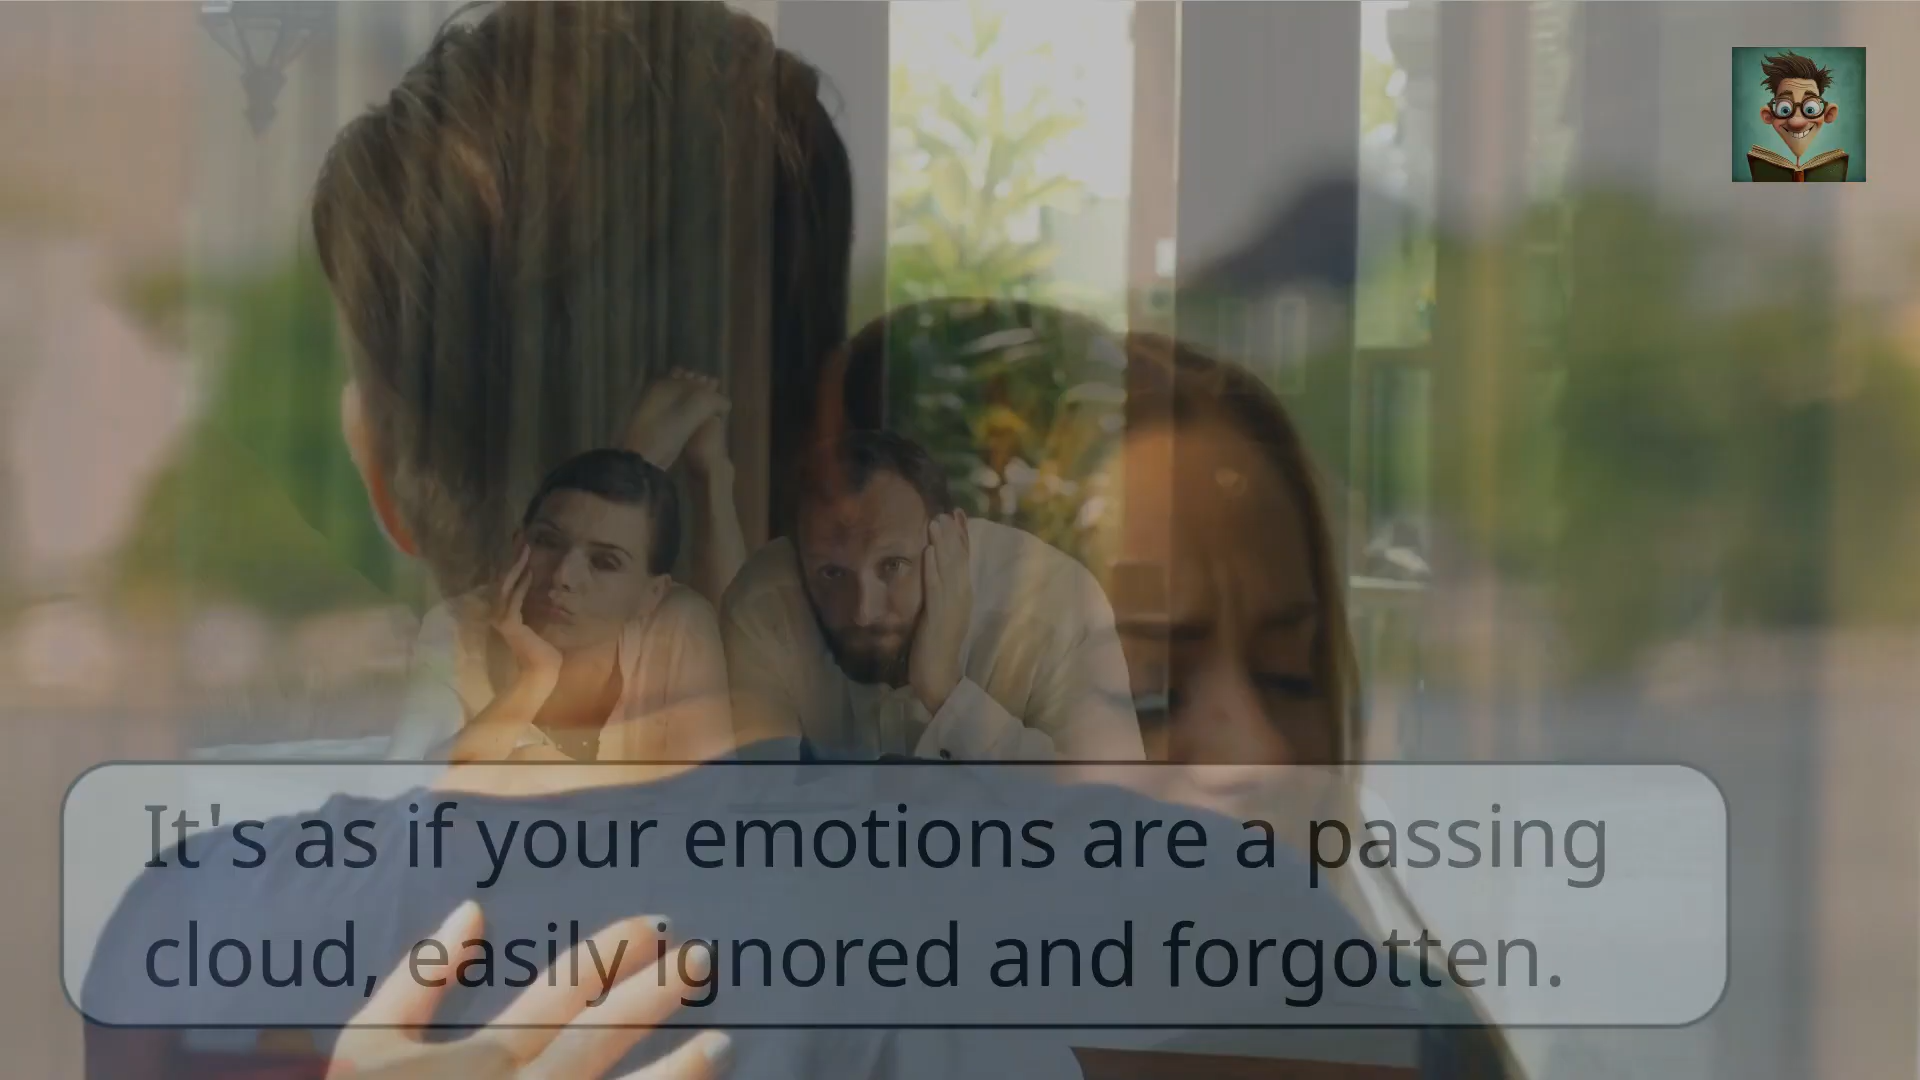 It's as if your emotions are a passing
cloud, easily ignored and forgotten.